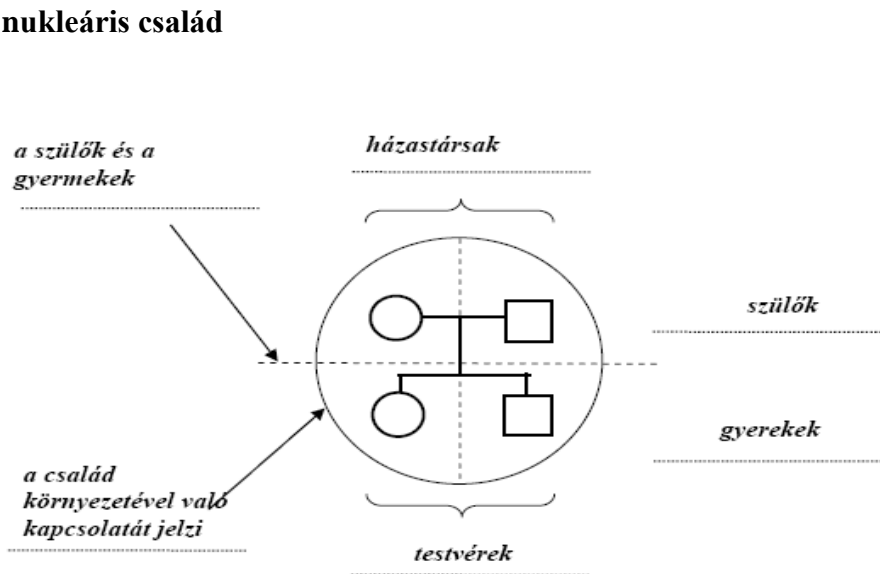 nukleáris család
a szülők és a
gyermekek
házastársak
szülők
gyerekek
a család
környezetével való
kapcsolatát jelzi
testvérek